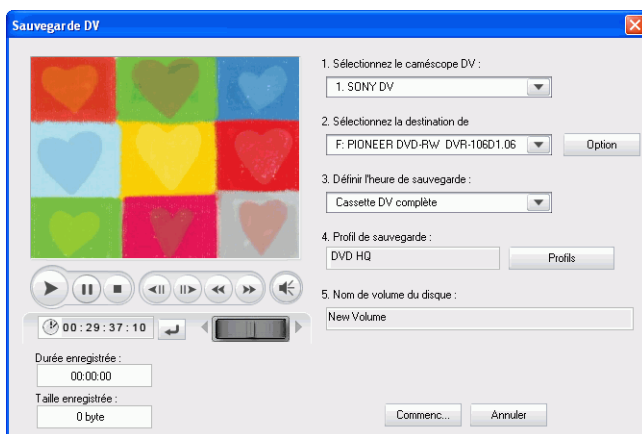 Sauvegarde DV
1. Sélectionnez le caméscope DV :
1. SONY DV
2. Sélectionnez la destination de
F: PIONEER DVD-RW DVR-106D1.06
Option
3. Définir l'heure de sauvegarde :
Cassette DV complète
4. Profil de sauvegarde :
DVD HQ
Profils
5. Nom de volume du disque :
New Volume
00:29:37:10
Durée enregistrée :
00:00:00
Taille enregistrée :
0 byte
Commenc...
Annuler